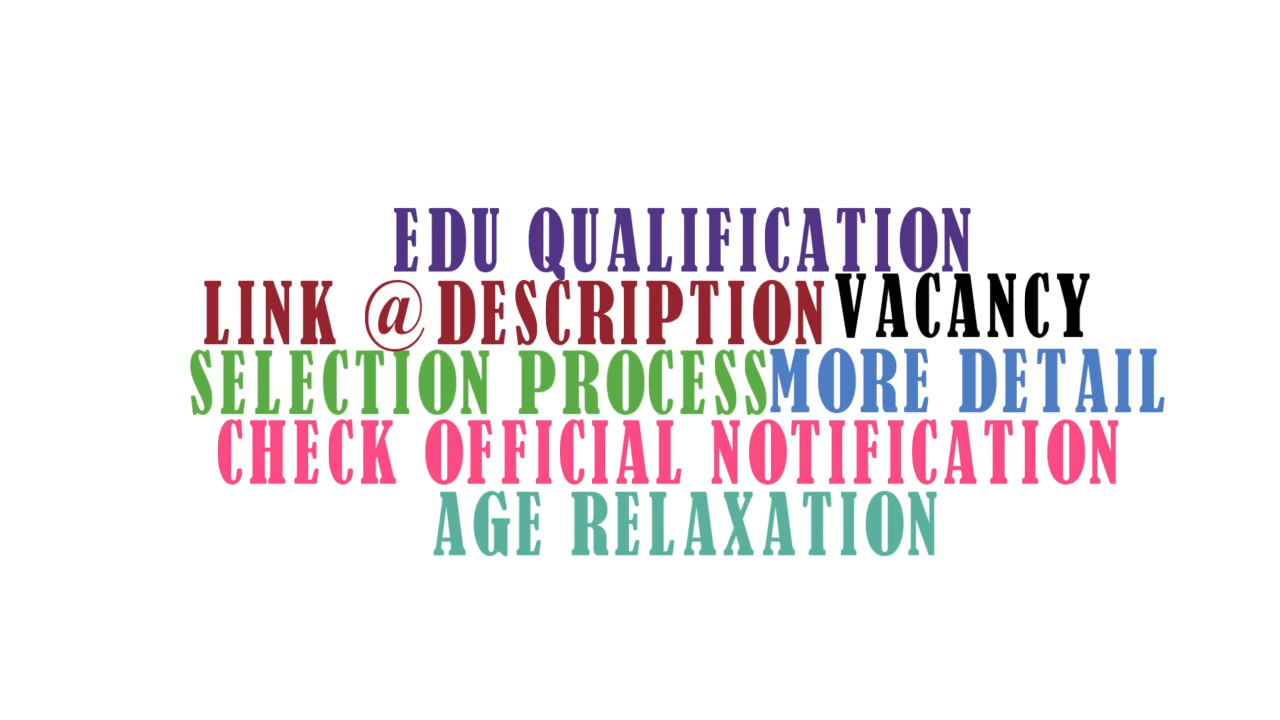 EDU QUALIFICATION
LINK @ DESCRIPTION VACANCY
SELECTION PROCESS MORE DETAIL
CHECK OFFICIAL NOTIFICATION
AGE RELAXATION